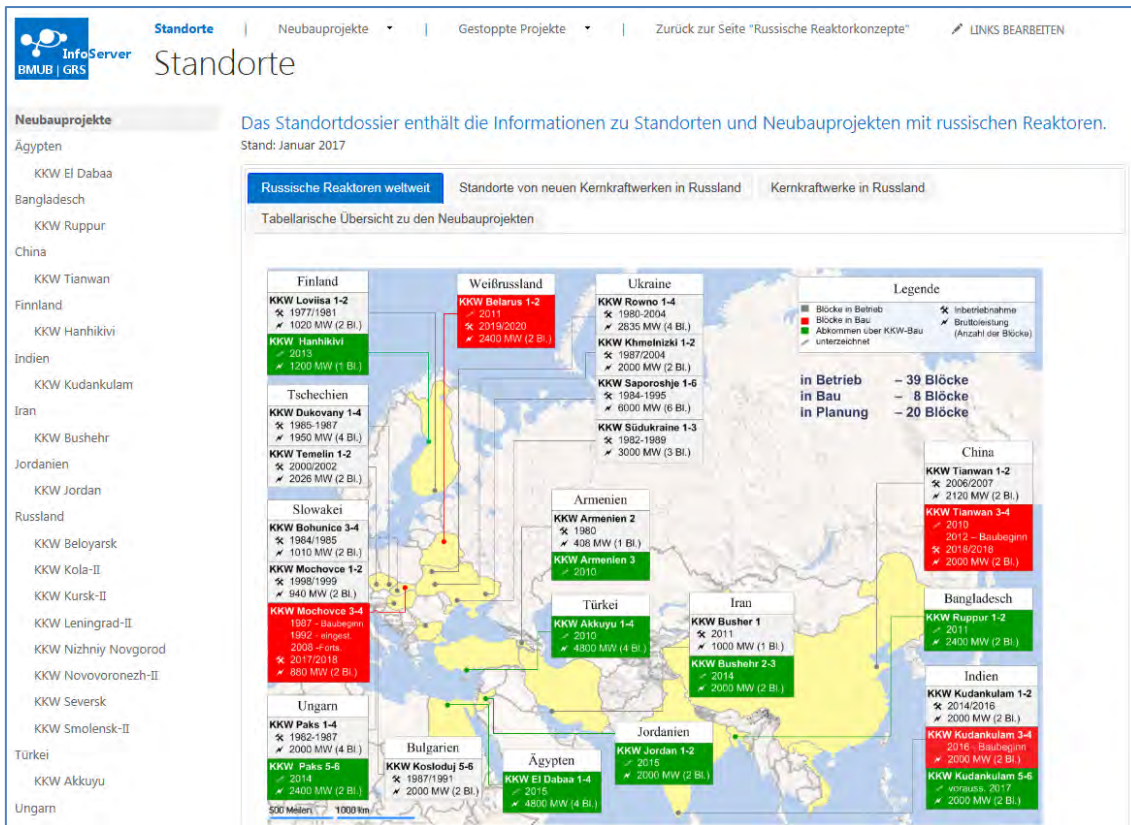 InfoServer
BMUB | GRS
Standorte | Neubauprojekte | Gestoppte Projekte | Zurück zur Seite "Russische Reaktorkonzepte" LINKS BEARBEITEN
Standorte
Neubauprojekte
Ägypten
KKW El Dabaa
Bangladesch
KKW Ruppur
China
KKW Tianwan
Finnland
KKW Hanhikivi
Indien
KKW Kudankulam
Iran
KKW Bushehr
Jordanien
KKW Jordan
Russland
KKW Beloyarsk
KKW Kola-II
KKW Kursk-II
KKW Leningrad-II
KKW Nizhniy Novgorod
KKW Novovoronezh-II
KKW Seversk
KKW Smolensk-II
Türkei
KKW Akkuyu
Ungarn
Das Standortdossier enthält die Informationen zu Standorten und Neubauprojekten mit russischen Reaktoren.
Stand: Januar 2017
Russische Reaktoren weltweit
Standorte von neuen Kernkraftwerken in Russland
Kernkraftwerke in Russland
Tabellarische Übersicht zu den Neubauprojekten
Finland
KKW Loviisa 1-2
1977/1981
1020 MW (2 Bl.)
KKW Hanhikivi
2013
1200 MW (1 Bl.)
Weißrussland
KKW Belarus 1-2
2011
2019/2020
2400 MW (2 Bl.)
Ukraine
KKW Rowno 1-4
1980-2004
2835 MW (4 Bl.)
KKW Khmelnizki 1-2
1987/2004
2000 MW (2 Bl.)
KKW Saporoshje 1-6
1984-1995
6000 MW (6 Bl.)
KKW Südukraine 1-3
1982-1989
3000 MW (3 Bl.)
Legende
Blöcke in Betrieb
Blöcke in Bau
Abkommen über KKW-Bau
unterzeichnet
Inbetriebnahme
Bruttoleistung
(Anzahl der Blöcke)
in Betrieb – 39 Blöcke
in Bau – 8 Blöcke
in Planung – 20 Blöcke
Tschechien
KKW Dukovany 1-4
1985-1987
1950 MW (4 Bl.)
KKW Temelin 1-2
2000/2002
2026 MW (2 Bl.)
Slowakei
KKW Bohunice 3-4
1984/1985
1010 MW (2 Bl.)
KKW Mochovce 1-2
1998/1999
940 MW (2 Bl.)
KKW Mochovce 3-4
1987 - Baubeginn
1992 - eingest.
2008 -Forts.
2017/2018
880 MW (2 Bl.)
Ungarn
KKW Paks 1-4
1982-1987
2000 MW (4 Bl.)
KKW Paks 5-6
2014
2400 MW (2 Bl.)
Bulgarien
KKW Kosloduj 5-6
1987/1991
2000 MW (2 Bl.)
Armenien
KKW Armenien 2
1980
408 MW (1 Bl.)
KKW Armenien 3
2010
Türkei
KKW Akkuyu 1-4
2010
4800 MW (4 Bl.)
Iran
KKW Busher 1
2011
1000 MW (1 Bl.)
KKW Bushehr 2-3
2014
2000 MW (2 Bl.)
Ägypten
KKW El Dabaa 1-4
2015
4800 MW (4 Bl.)
Jordanien
KKW Jordan 1-2
2015
2000 MW (2 Bl.)
China
KKW Tianwan 1-2
2006/2007
2120 MW (2 Bl.)
KKW Tianwan 3-4
2010
2012 – Baubeginn
2018/2018
2000 MW (2 Bl.)
Bangladesch
KKW Ruppur 1-2
2011
2400 MW (2 Bl.)
Indien
KKW Kudankulam 1-2
2014/2016
2000 MW (2 Bl.)
KKW Kudankulam 3-4
2016 - Baubeginn
2000 MW (2 Bl.)
KKW Kudankulam 5-6
vorauss. 2017
2000 MW (2 Bl.)
500 Meilen 1000 km